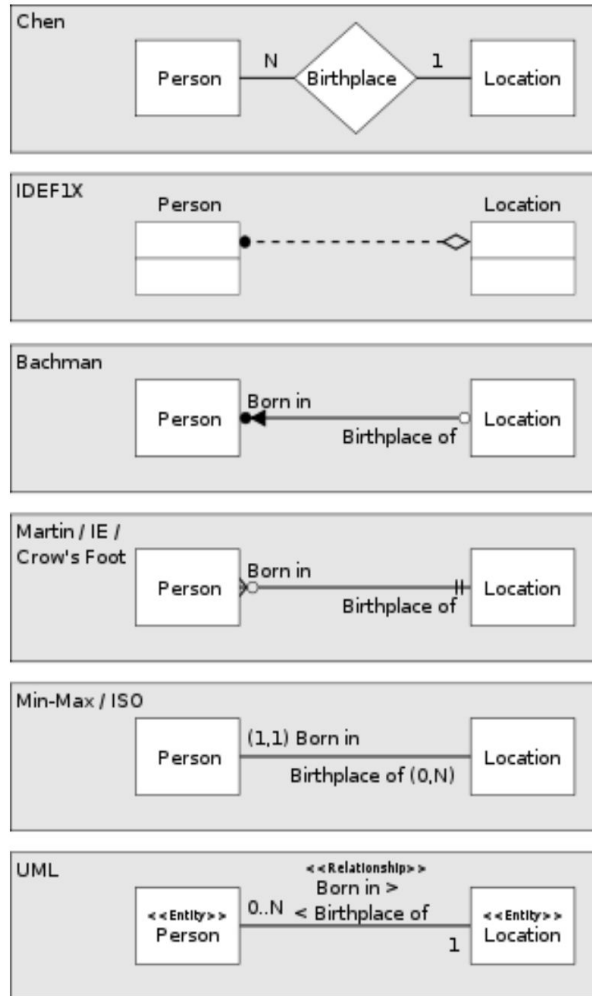 Chen
Person
N
Birthplace
1
Location
IDEF1X
Person
Location
Bachman
Person
Born in
Birthplace of
Location
Martin / IE /
Crow's Foot
Person
Born in
Birthplace of
Location
Min-Max / ISO
Person
(1,1) Born in
Birthplace of (0,N)
Location
UML
<<Entity>>
Person
0..N
<<Relationship>>
Born in >
< Birthplace of
1
<<Entity>>
Location